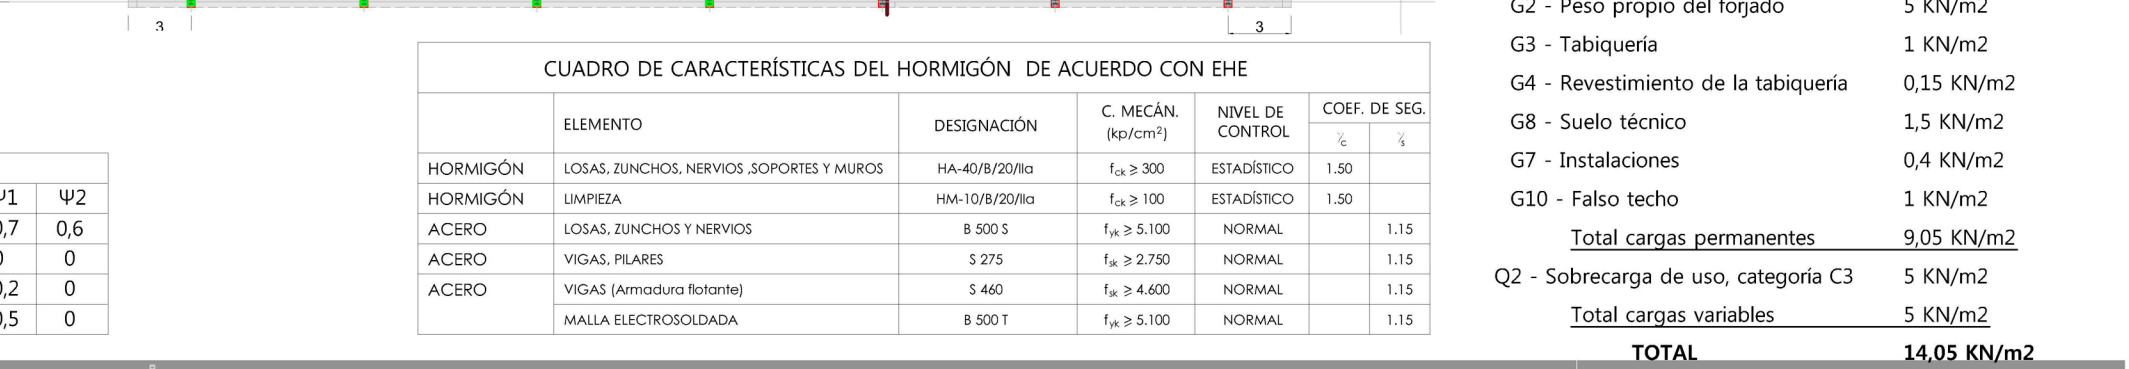 3
3
CUADRO DE CARACTERÍSTICAS DEL HORMIGÓN DE ACUERDO CON EHE
ELEMENTO DESIGNACIÓN C. MECÁN. (kp/cm²) NIVEL DE CONTROL COEF. DE SEG.
γc γs
HORMIGÓN LOSAS, ZUNCHOS, NERVIOS ,SOPORTES Y MUROS HA-40/B/20/IIa fck ≥ 300 ESTADÍSTICO 1.50
HORMIGÓN LIMPIEZA HM-10/B/20/IIa fck ≥ 100 ESTADÍSTICO 1.50
ACERO LOSAS, ZUNCHOS Y NERVIOS B 500 S fyk ≥ 5.100 NORMAL 1.15
ACERO VIGAS, PILARES S 275 fsk ≥ 2.750 NORMAL 1.15
ACERO VIGAS (Armadura flotante) S 460 fsk ≥ 4.600 NORMAL 1.15
MALLA ELECTROSOLDADA B 500 T fyk ≥ 5.100 NORMAL 1.15
Ψ1 Ψ2
0,7 0,6
0 0
0,2 0
0,5 0
G2 - Peso propio del forjado 5 KN/m2
G3 - Tabiquería 1 KN/m2
G4 - Revestimiento de la tabiquería 0,15 KN/m2
G8 - Suelo técnico 1,5 KN/m2
G7 - Instalaciones 0,4 KN/m2
G10 - Falso techo 1 KN/m2
Total cargas permanentes 9,05 KN/m2
Q2 - Sobrecarga de uso, categoría C3 5 KN/m2
Total cargas variables 5 KN/m2
TOTAL 14,05 KN/m2